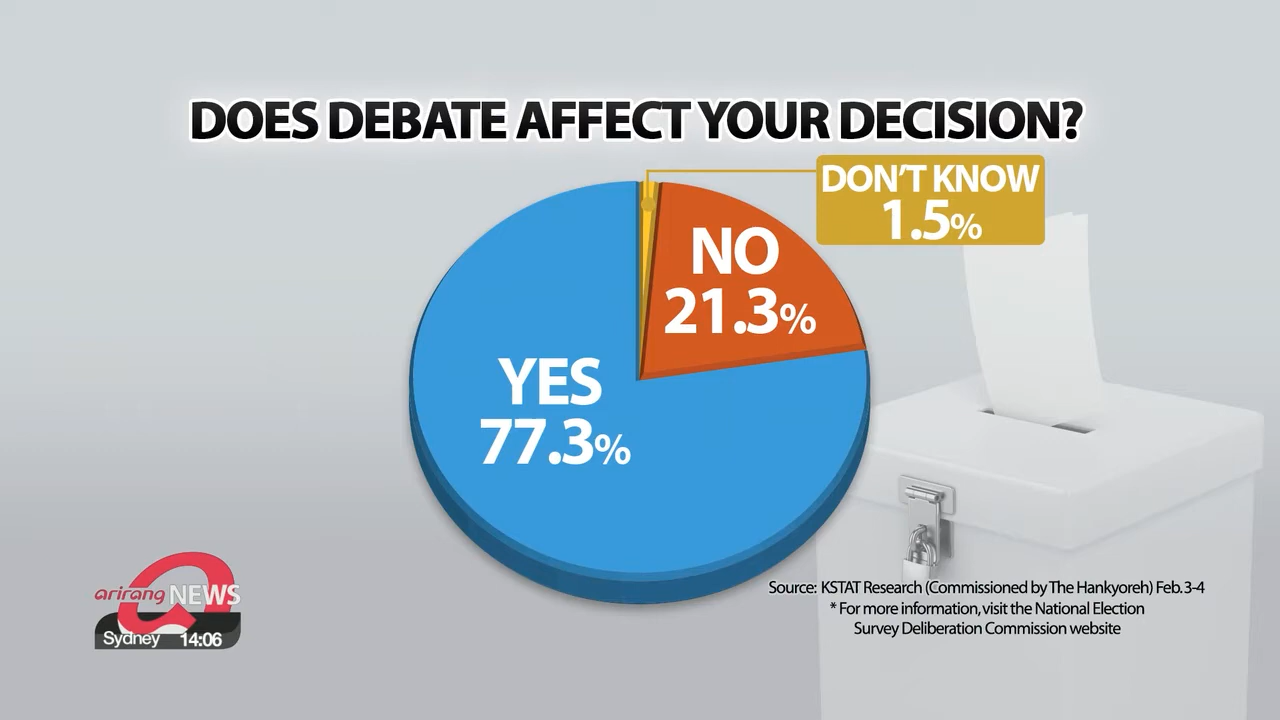 DOES DEBATE AFFECT YOUR DECISION?
DON'T KNOW
1.5%
NO
21.3%
YES
77.3%
Source: KSTAT Research (Commissioned by The Hankyoreh) Feb. 3-4
* For more information, visit the National Election
Survey Deliberation Commission website
arirang NEWS
Sydney 14:06